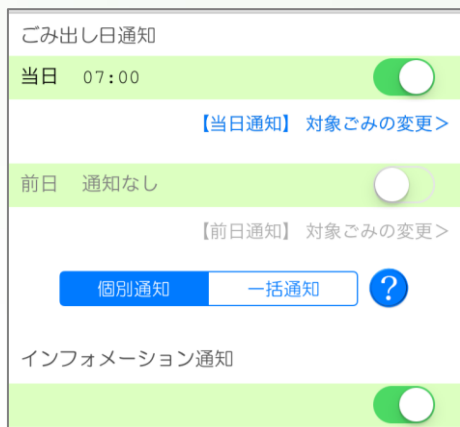 ごみ出し日通知
当日 07:00
【当日通知】 対象ごみの変更＞
前日 通知なし
【前日通知】 対象ごみの変更＞
個別通知 一括通知 ?
インフォメーション通知